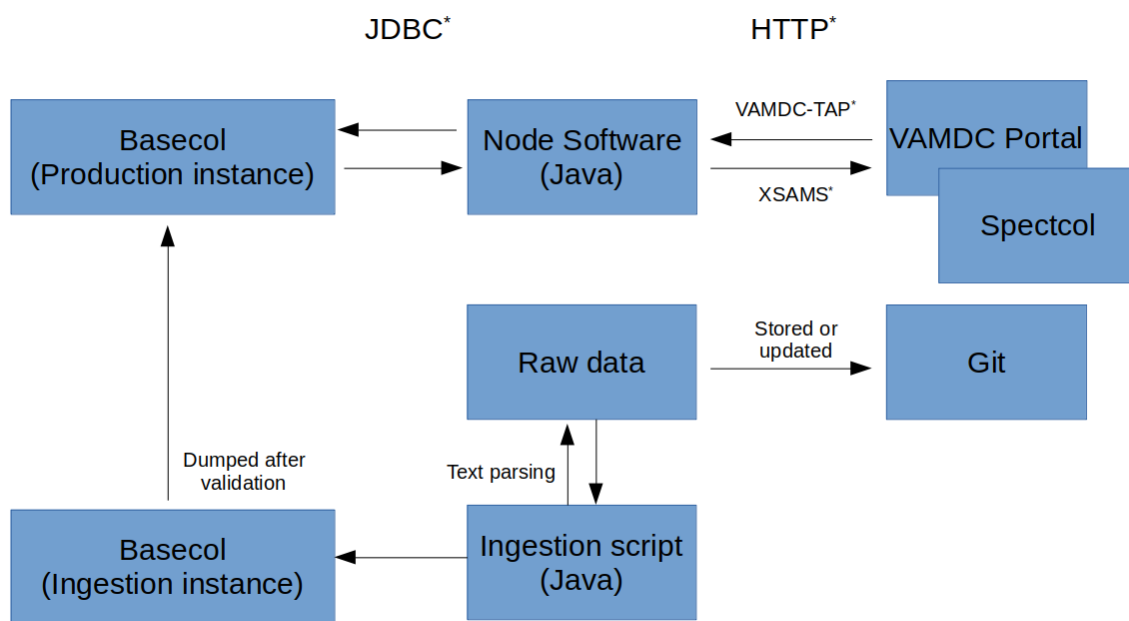 JDBC*
HTTP*
Basecol
(Production instance)
Node Software
(Java)
VAMDC-TAP*
XSAMS*
VAMDC Portal
Spectcol
Raw data
Stored or
updated
Git
Dumped after
validation
Text parsing
Basecol
(Ingestion instance)
Ingestion script
(Java)